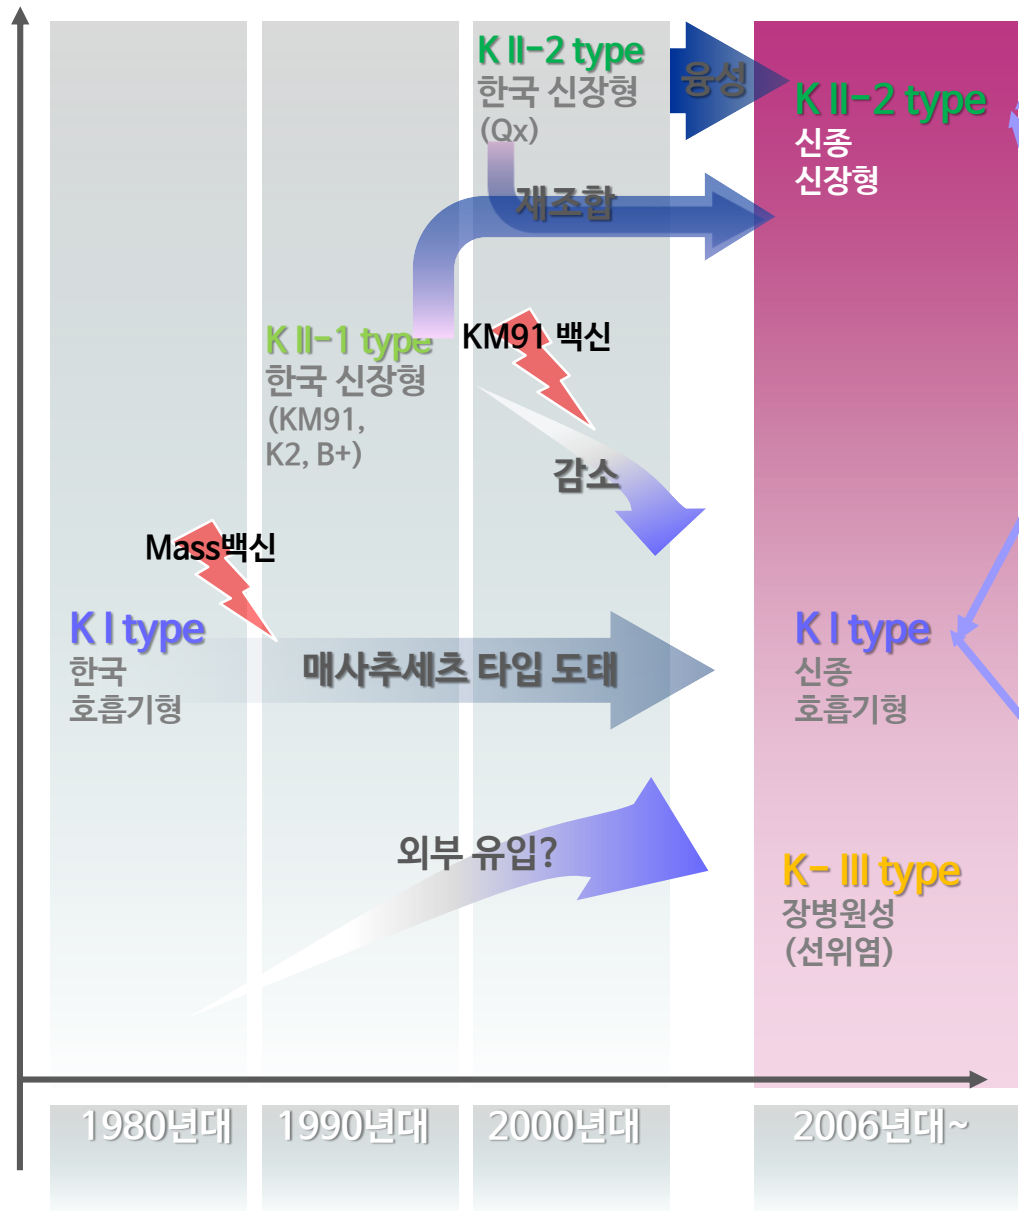 K II-2 type
한국 신장형
(Qx)
융성
K II-2 type
신종
신장형
재조합
K II-1 type
한국 신장형
(KM91,
K2, B+)
KM91 백신
감소
Mass백신
K I type
한국
호흡기형
매사추세츠 타입 도태
K I type
신종
호흡기형
외부 유입?
K- III type
장병원성
(선위염)
1980년대
1990년대
2000년대
2006년대~